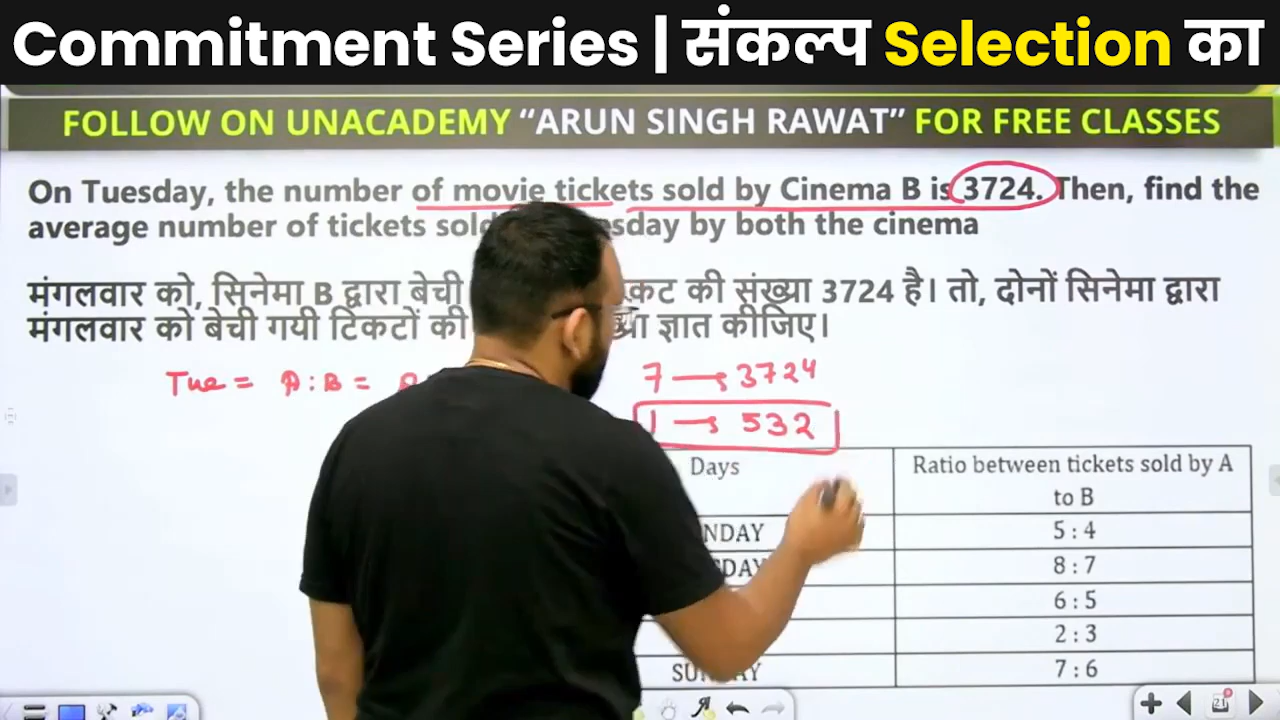 Commitment Series | संकल्प Selection का
FOLLOW ON UNACADEMY “ARUN SINGH RAWAT” FOR FREE CLASSES
On Tuesday, the number of movie tickets sold by Cinema B is 3724. Then, find the
average number of tickets sold by both the cinema
मंगलवार को, सिनेमा B द्वारा बेची की संख्या 3724 है। तो, दोनों सिनेमा द्वारा
मंगलवार को बेची गयी टिकटों की ज्ञात कीजिए।
Tue = A : B =
7 → 3724
1 → 532
Days
Ratio between tickets sold by A
to B
5 : 4
8 : 7
6 : 5
2 : 3
7 : 6